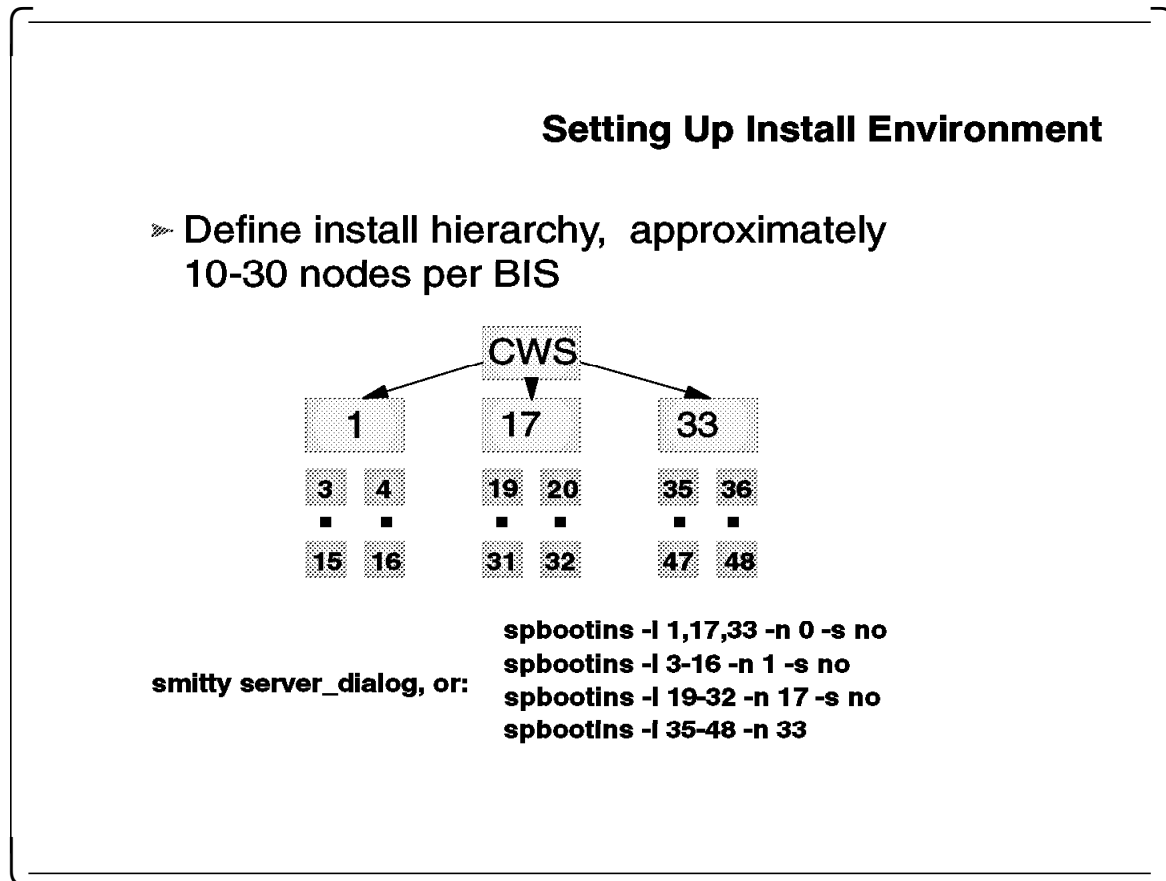 Setting Up Install Environment
Define install hierarchy, approximately
10-30 nodes per BIS
CWS
1 17 33
3 4 19 20 35 36
15 16 31 32 47 48
spbootins -l 1,17,33 -n 0 -s no
spbootins -l 3-16 -n 1 -s no
smitty server_dialog, or:
spbootins -l 19-32 -n 17 -s no
spbootins -l 35-48 -n 33